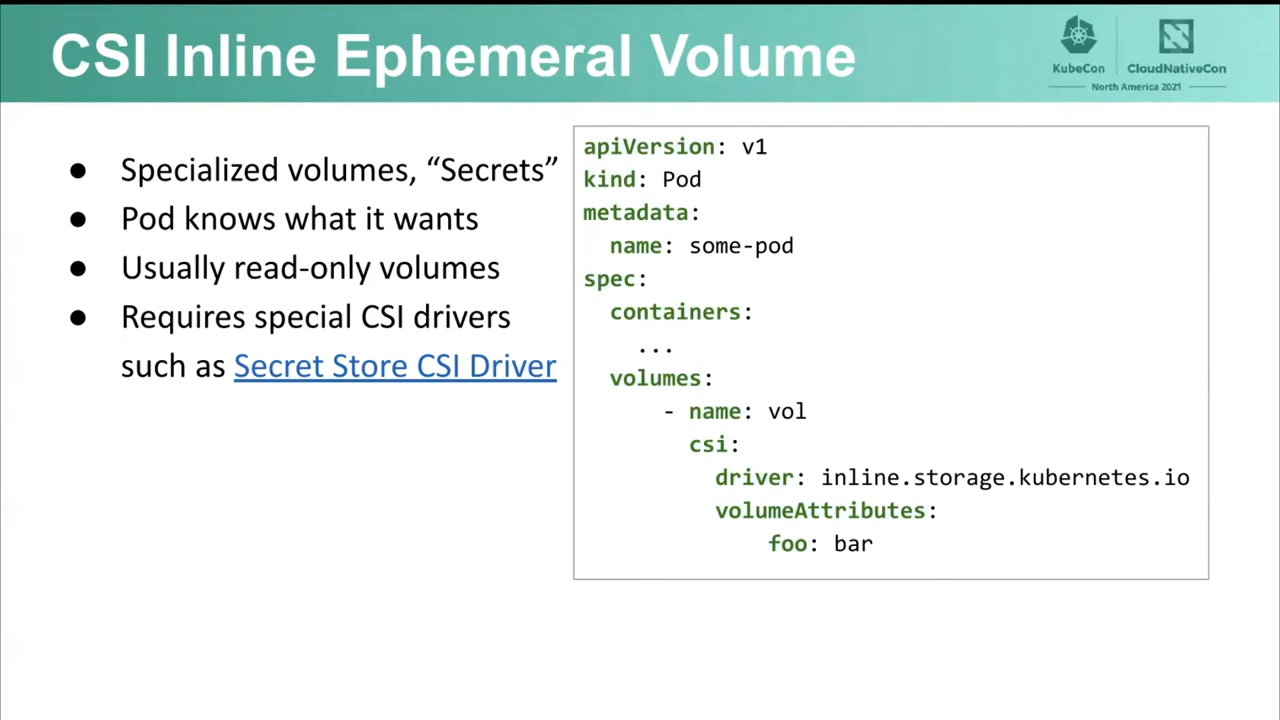 CSI Inline Ephemeral Volume
KubeCon
CloudNativeCon
North America 2021
● Specialized volumes, “Secrets”
● Pod knows what it wants
● Usually read-only volumes
● Requires special CSI drivers
such as Secret Store CSI Driver
apiVersion: v1
kind: Pod
metadata:
  name: some-pod
spec:
  containers:
    ...
  volumes:
      - name: vol
        csi:
          driver: inline.storage.kubernetes.io
          volumeAttributes:
              foo: bar